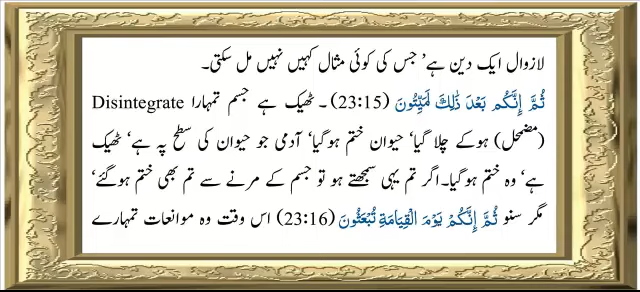 لازوال ایک دین ہے’ جس کی کوئی مثال کہیں نہیں مل سکتی۔
ثُمَّ إِنَّكُم بَعْدَ ذَٰلِكَ لَمَيِّتُونَ (23:15)۔ ٹھیک ہے جسم تمہارا Disintegrate
(مضحل) ہوکے چلا گیا‘ حیوان ختم ہوگیا‘ آدمی جو حیوان کی سطح پہ ہے‘ ٹھیک
ہے‘ وہ ختم ہوگیا۔ اگر تم یہی سمجھتے ہو تو جسم کے مرنے سے تم بھی ختم ہوگئے‘
مگر سنو ثُمَّ إِنَّكُمْ يَوْمَ الْقِيَامَةِ تُبْعَثُونَ (23:16) اس وقت وہ موانعات تمہارے